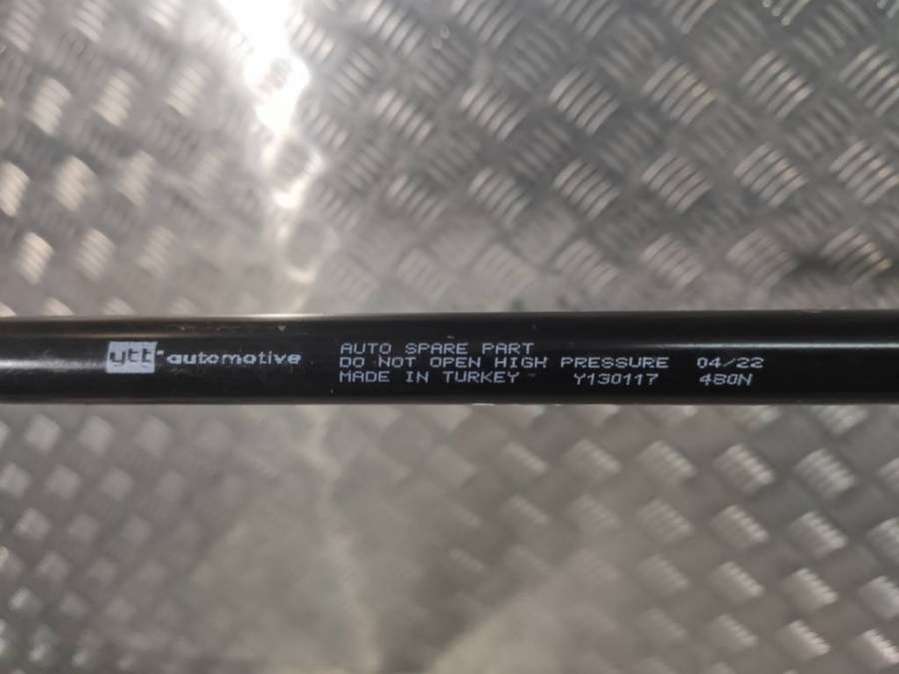 ytt automotive
AUTO SPARE PART
DO NOT OPEN HIGH PRESSURE 04/22
MADE IN TURKEY Y130117 480N